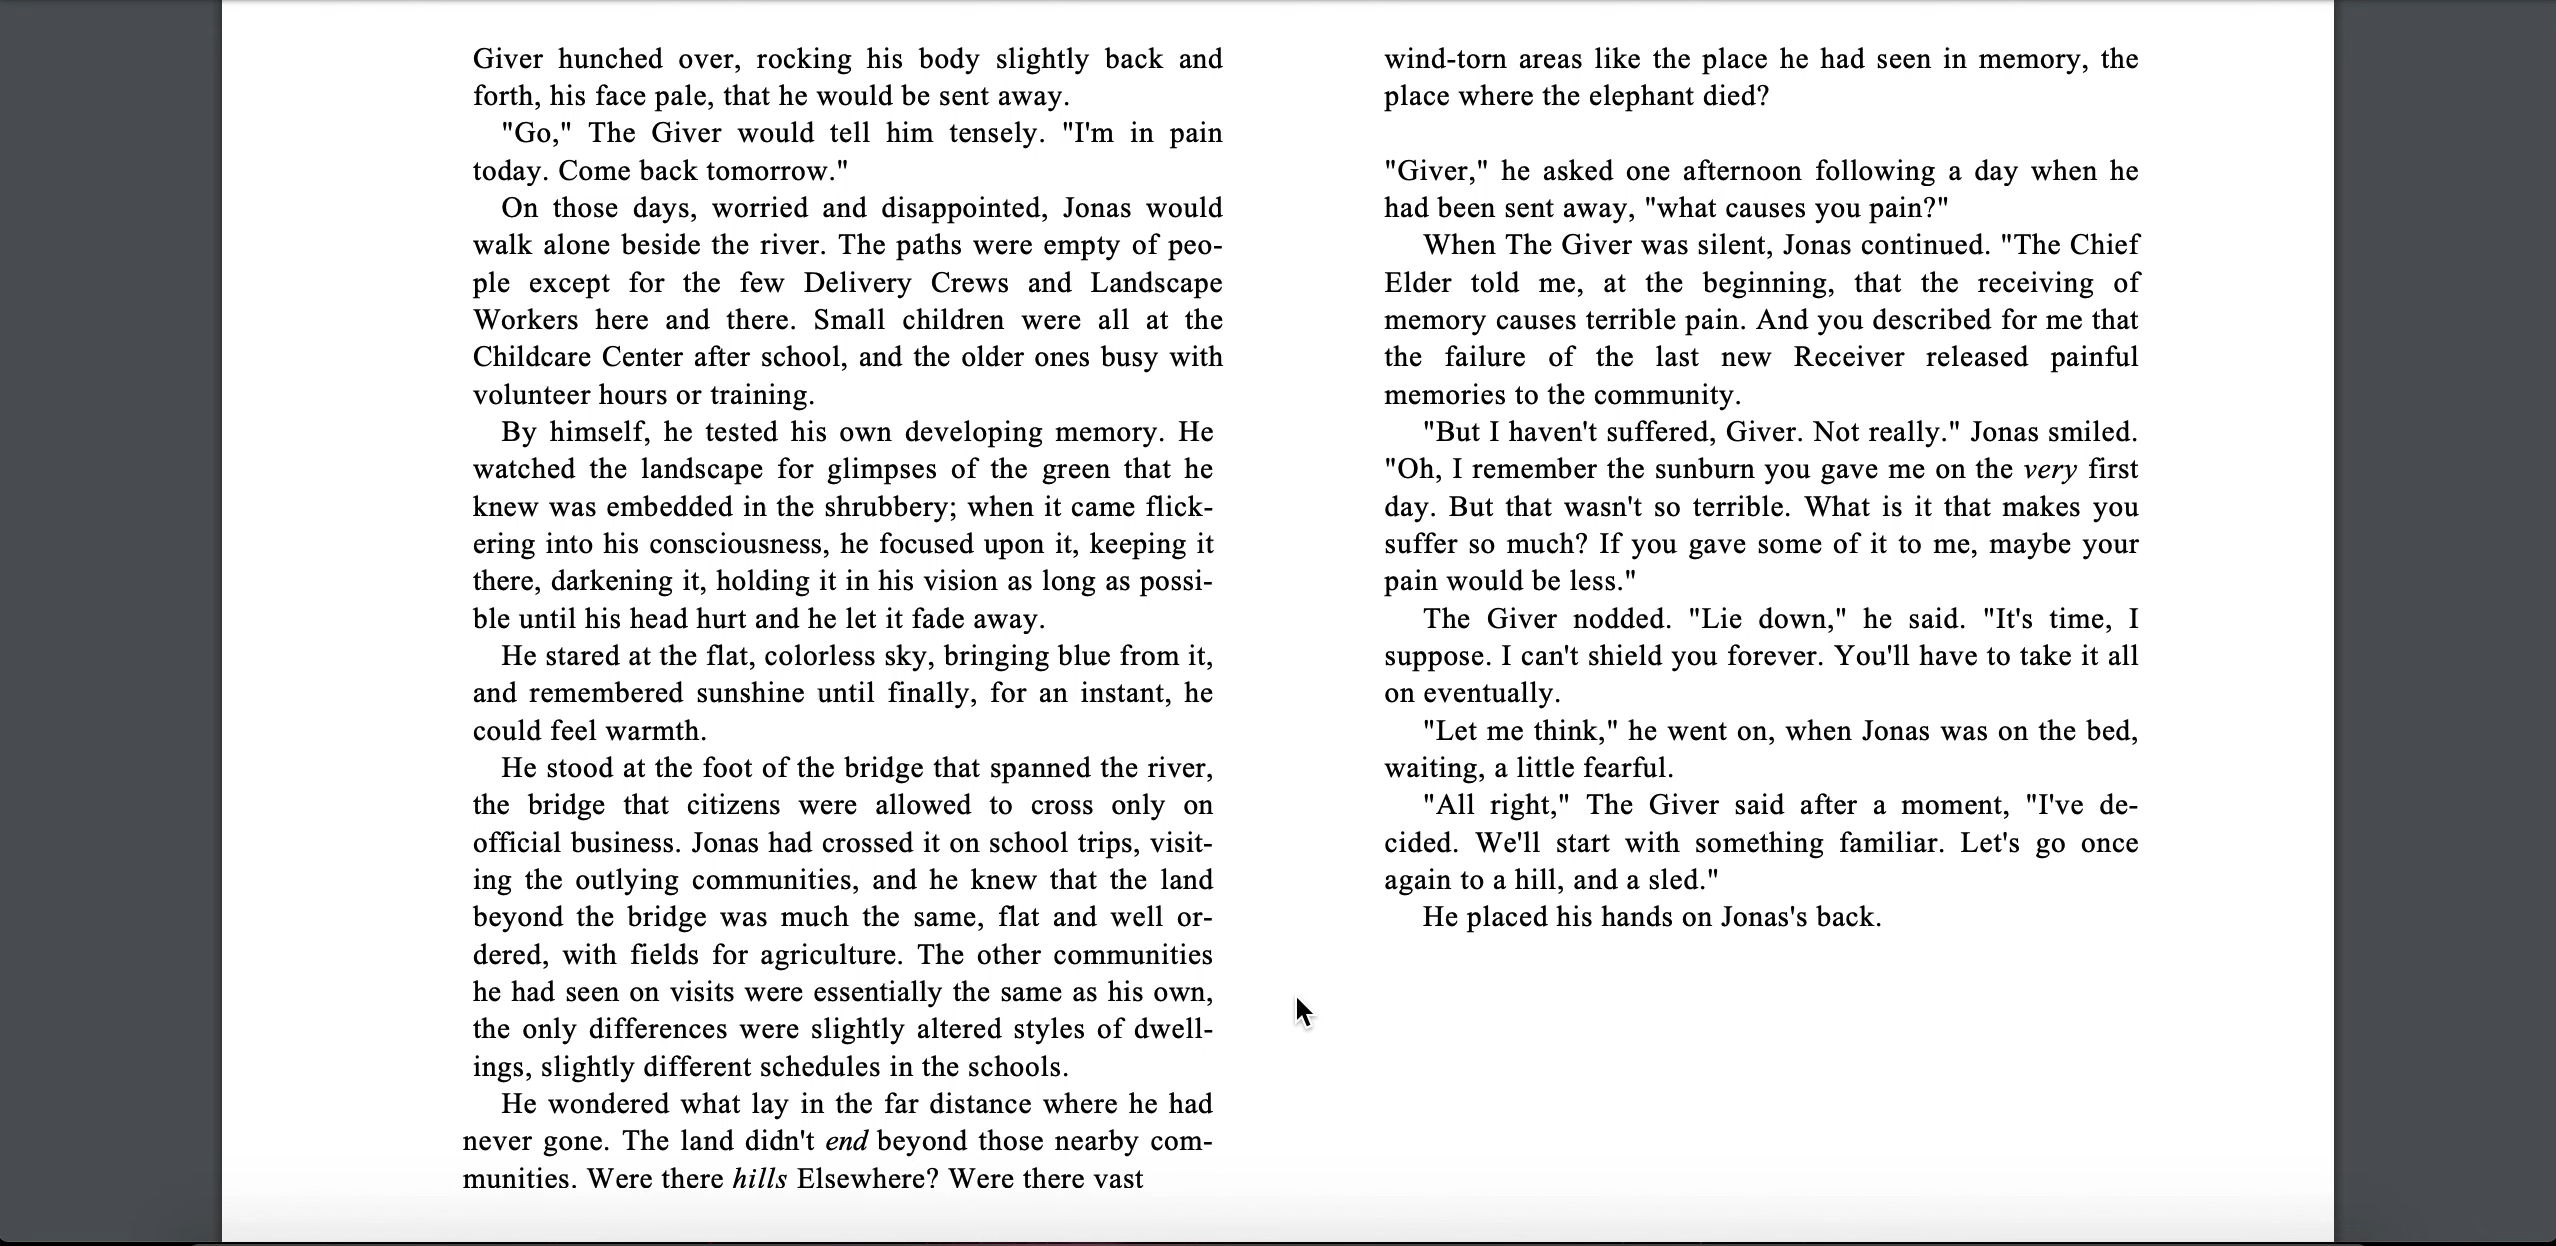 Giver hunched over, rocking his body slightly back and
forth, his face pale, that he would be sent away.
"Go," The Giver would tell him tensely. "I'm in pain
today. Come back tomorrow."
On those days, worried and disappointed, Jonas would
walk alone beside the river. The paths were empty of peo-
ple except for the few Delivery Crews and Landscape
Workers here and there. Small children were all at the
Childcare Center after school, and the older ones busy with
volunteer hours or training.
By himself, he tested his own developing memory. He
watched the landscape for glimpses of the green that he
knew was embedded in the shrubbery; when it came flick-
ering into his consciousness, he focused upon it, keeping it
there, darkening it, holding it in his vision as long as possi-
ble until his head hurt and he let it fade away.
He stared at the flat, colorless sky, bringing blue from it,
and remembered sunshine until finally, for an instant, he
could feel warmth.
He stood at the foot of the bridge that spanned the river,
the bridge that citizens were allowed to cross only on
official business. Jonas had crossed it on school trips, visit-
ing the outlying communities, and he knew that the land
beyond the bridge was much the same, flat and well or-
dered, with fields for agriculture. The other communities
he had seen on visits were essentially the same as his own,
the only differences were slightly altered styles of dwell-
ings, slightly different schedules in the schools.
He wondered what lay in the far distance where he had
never gone. The land didn't end beyond those nearby com-
munities. Were there hills Elsewhere? Were there vast
wind-torn areas like the place he had seen in memory, the
place where the elephant died?
"Giver," he asked one afternoon following a day when he
had been sent away, "what causes you pain?"
When The Giver was silent, Jonas continued. "The Chief
Elder told me, at the beginning, that the receiving of
memory causes terrible pain. And you described for me that
the failure of the last new Receiver released painful
memories to the community.
"But I haven't suffered, Giver. Not really." Jonas smiled.
"Oh, I remember the sunburn you gave me on the very first
day. But that wasn't so terrible. What is it that makes you
suffer so much? If you gave some of it to me, maybe your
pain would be less."
The Giver nodded. "Lie down," he said. "It's time, I
suppose. I can't shield you forever. You'll have to take it all
on eventually.
"Let me think," he went on, when Jonas was on the bed,
waiting, a little fearful.
"All right," The Giver said after a moment, "I've de-
cided. We'll start with something familiar. Let's go once
again to a hill, and a sled."
He placed his hands on Jonas's back.